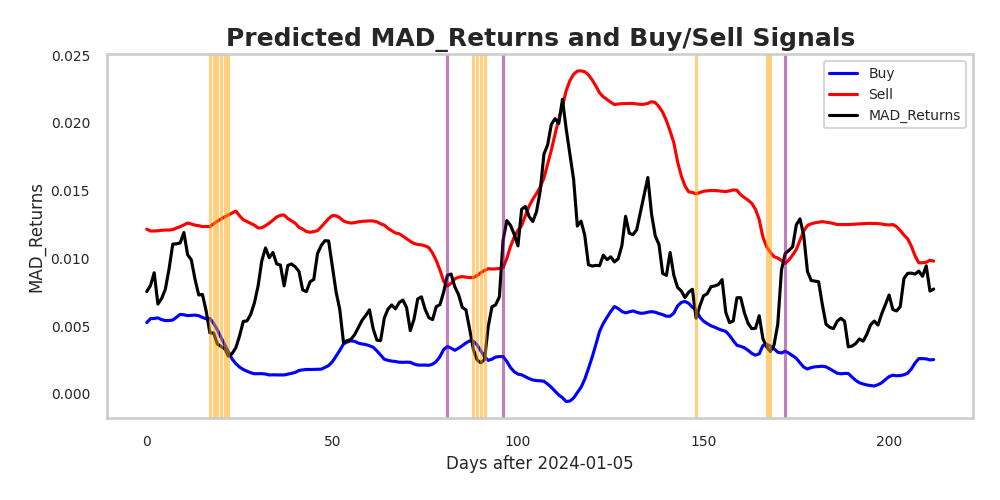 Predicted MAD_Returns and Buy/Sell Signals
0.025
0.020
0.015
0.010
0.005
0.000
MAD_Returns
Buy
Sell
MAD_Returns
0
50
100
150
200
Days after 2024-01-05